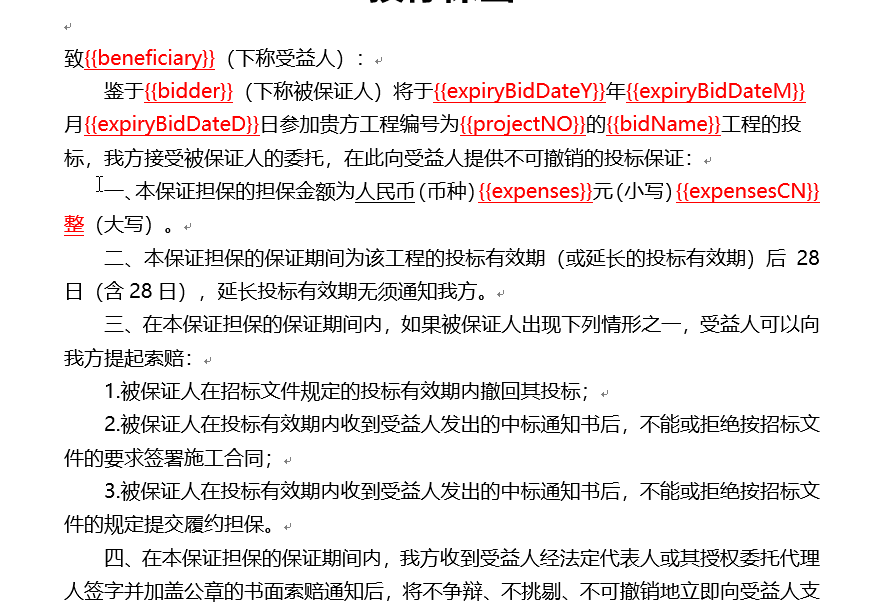 致{{beneficiary}}（下称受益人）：
鉴于{{bidder}}（下称被保证人）将于{{expiryBidDateY}}年{{expiryBidDateM}}
月{{expiryBidDateD}}日参加贵方工程编号为{{projectNO}}的{{bidName}}工程的投
标，我方接受被保证人的委托，在此向受益人提供不可撤销的投标保证：
一、本保证担保的担保金额为人民币（币种）{{expenses}}元（小写）{{expensesCN}}
整（大写）。
二、本保证担保的保证期间为该工程的投标有效期（或延长的投标有效期）后 28
日（含 28 日），延长投标有效期无须通知我方。
三、在本保证担保的保证期间内，如果被保证人出现下列情形之一，受益人可以向
我方提起索赔：
1.被保证人在招标文件规定的投标有效期内撤回其投标；
2.被保证人在投标有效期内收到受益人发出的中标通知书后，不能或拒绝按招标文
件的要求签署施工合同；
3.被保证人在投标有效期内收到受益人发出的中标通知书后，不能或拒绝按招标文
件的规定提交履约担保。
四、在本保证担保的保证期间内，我方收到受益人经法定代表人或其授权委托代理
人签字并加盖公章的书面索赔通知后，将不争辩、不挑剔、不可撤销地立即向受益人支